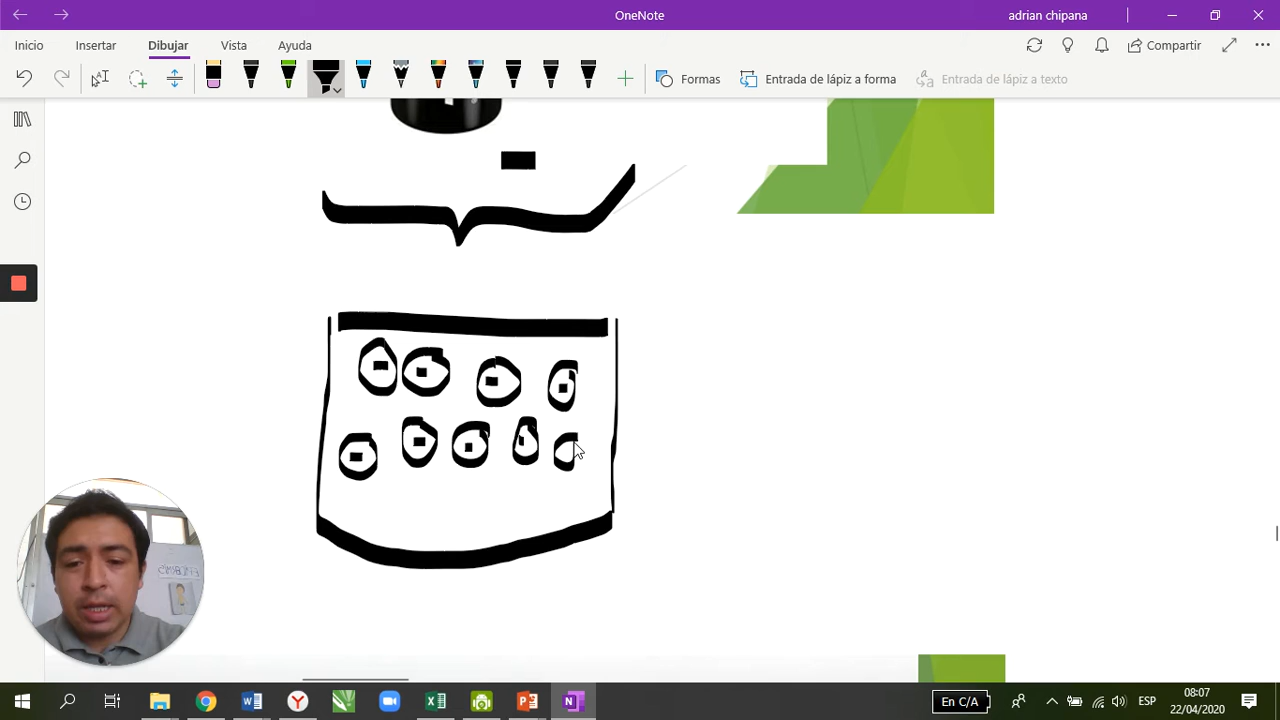 OneNote
adrian chipana
Inicio
Insertar
Dibujar
Vista
Ayuda
Compartir
Formas
Entrada de lápiz a forma
Entrada de lápiz a texto
En C/A
ESP
08:07
22/04/2020